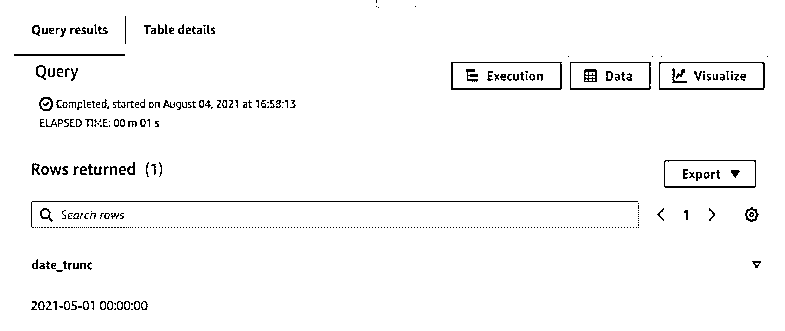 Query results Table details
Query Execution Data Visualize
Completed, started on August 04, 2021 at 16:58:13
ELAPSED TIME: 00 m 01 s
Rows returned (1) Export
Search rows 1
date_trunc
2021-05-01 00:00:00